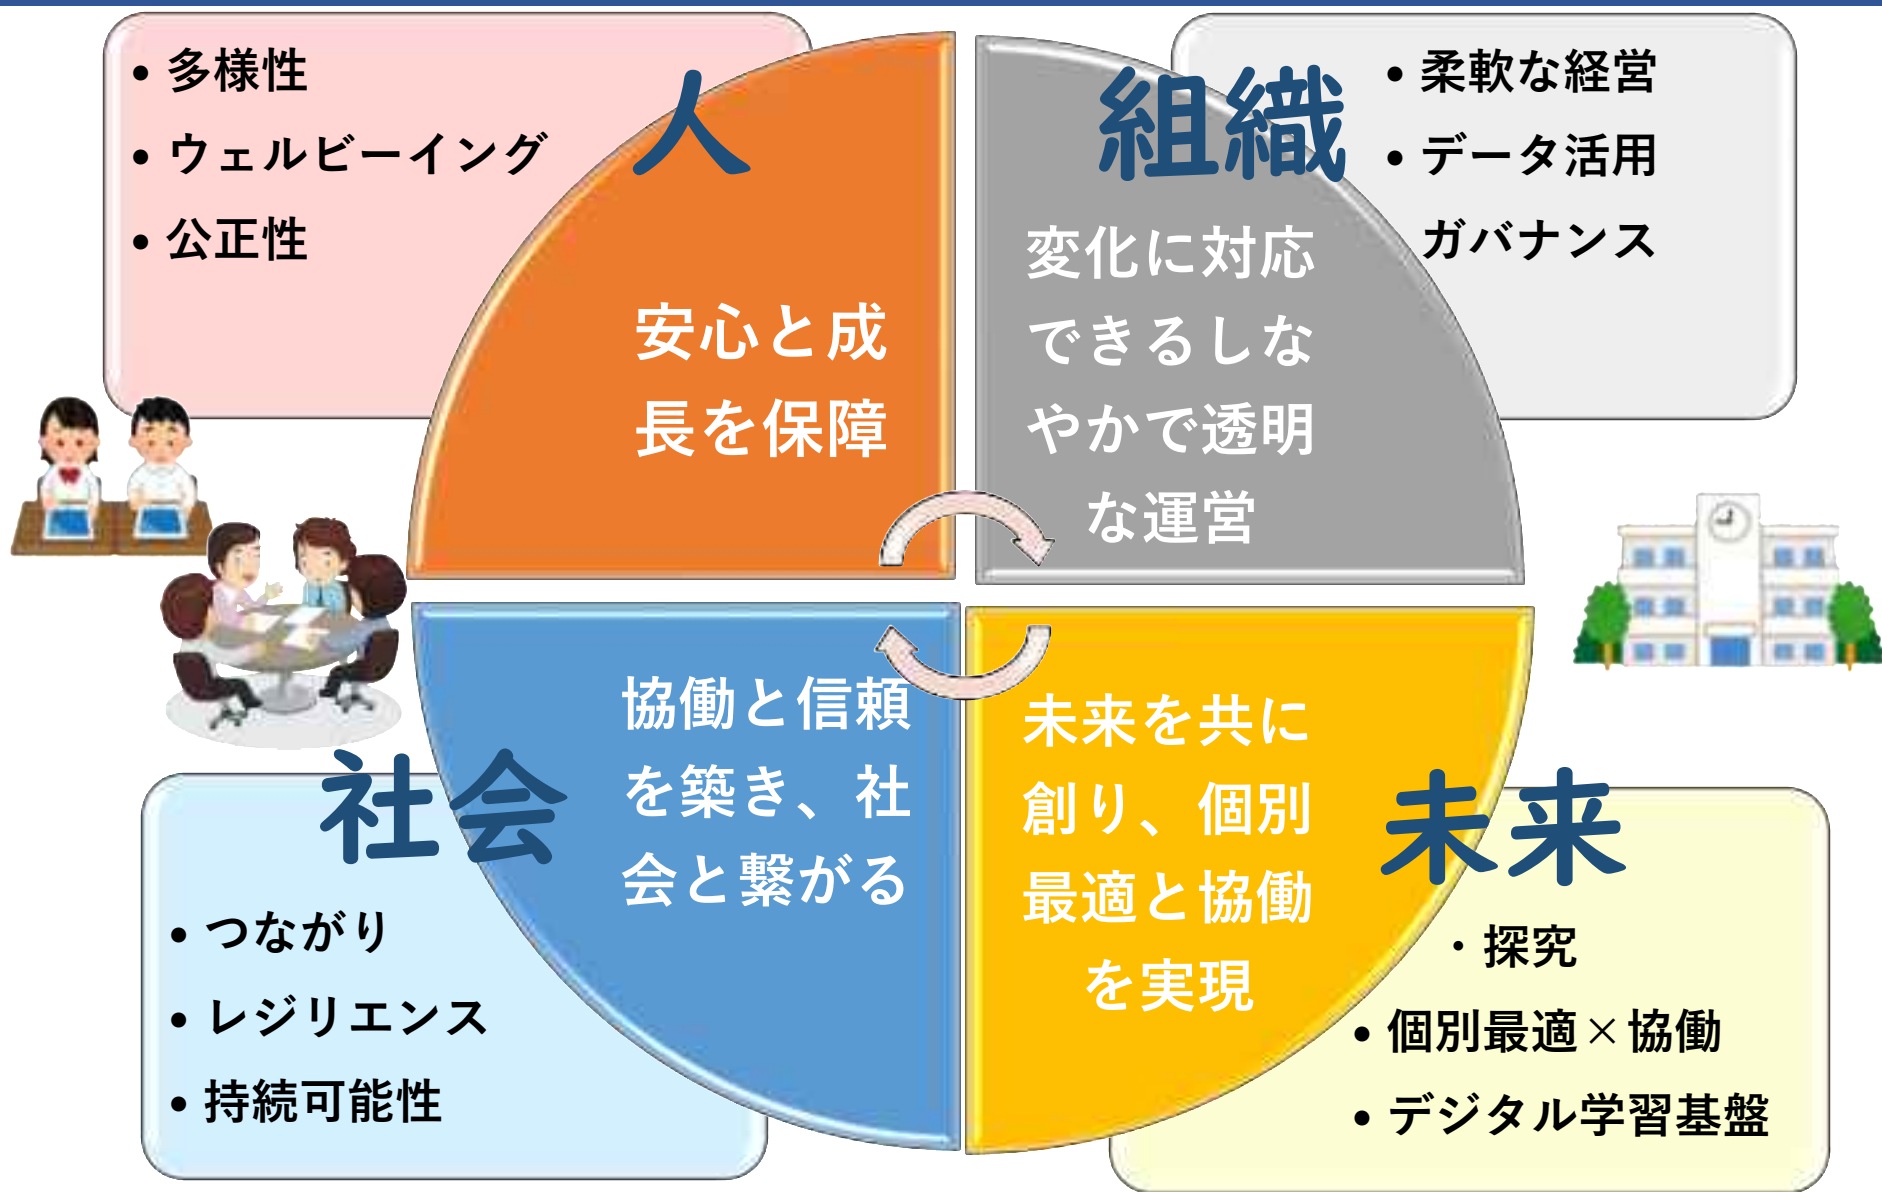 人
• 多様性
• ウェルビーイング
• 公正性
安心と成
長を保障
組織
• 柔軟な経営
• データ活用
• ガバナンス
変化に対応
できるしな
やかで透明
な運営
社会
協働と信頼
を築き、社
会と繋がる
• つながり
• レジリエンス
• 持続可能性
未来
未来を共に
創り、個別
最適と協働
を実現
・探究
• 個別最適×協働
• デジタル学習基盤